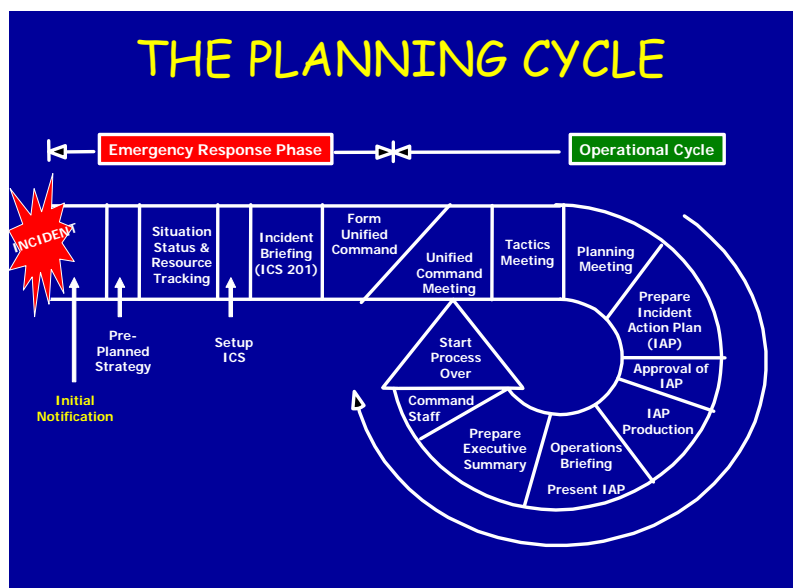 THE PLANNING CYCLE
Emergency Response Phase
Operational Cycle
INCIDENT
Situation
Status &
Resource
Tracking
Incident
Briefing
(ICS 201)
Form
Unified
Command
Unified
Command
Meeting
Tactics
Meeting
Planning
Meeting
Prepare
Incident
Action Plan
(IAP)
Approval of
IAP
IAP
Production
Operations
Briefing
Present IAP
Prepare
Executive
Summary
Command
Staff
Start
Process
Over
Initial
Notification
Pre-
Planned
Strategy
Setup
ICS